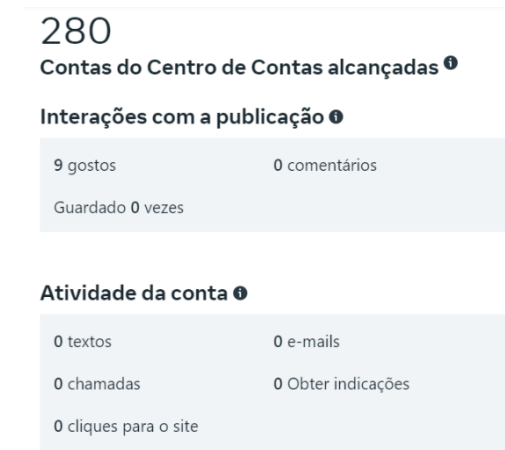 280
Contas do Centro de Contas alcançadas
Interações com a publicação
9 gostos
0 comentários
Guardado 0 vezes
Atividade da conta
0 textos
0 e-mails
0 chamadas
0 Obter indicações
0 cliques para o site